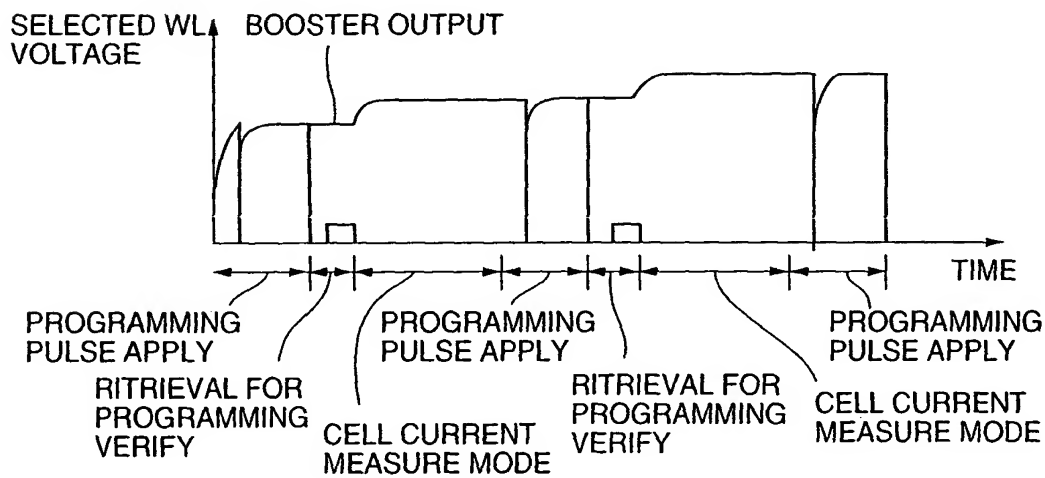 SELECTED WL
VOLTAGE
BOOSTER OUTPUT
TIME
PROGRAMMING
PULSE APPLY
RITRIEVAL FOR
PROGRAMMING
VERIFY
CELL CURRENT
MEASURE MODE
PROGRAMMING
PULSE APPLY
RITRIEVAL FOR
PROGRAMMING
VERIFY
CELL CURRENT
MEASURE MODE
PROGRAMMING
PULSE APPLY